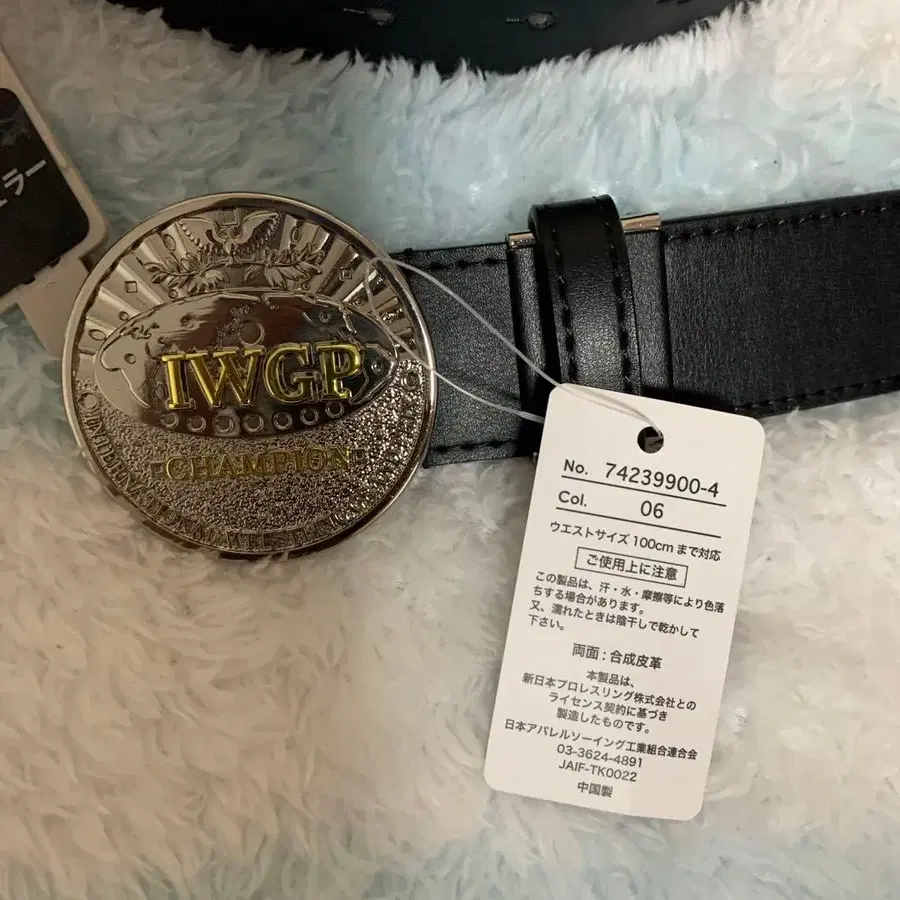 ェラー
IWGP
CHAMPION
No. 74239900-4
Col. 06
ウエストサイズ 100cm まで対応
ご使用上に注意
この製品は、汗・水・摩擦等により色落
ちする場合があります。
又、濡れたときは陰干しで乾かして
下さい。
両面 : 合成皮革
本製品は、
新日本プロレスリング株式会社との
ライセンス契約に基づき
製造したものです。
日本アパレルソーイング工業組合連合会
03-3624-4891
JAIF-TK0022
中国製